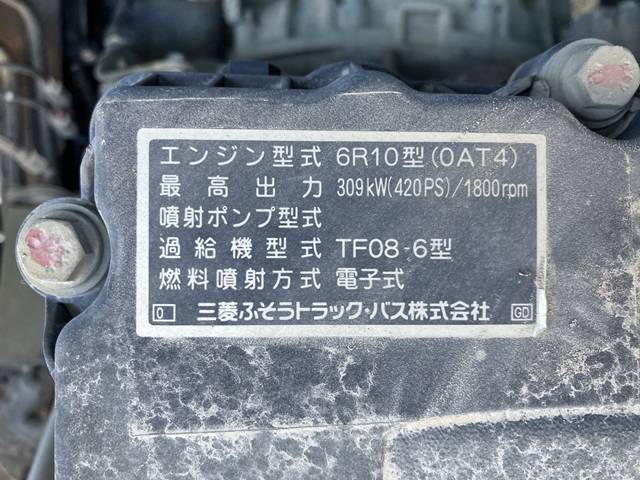 エンジン型式 6R10型(0AT4)
最高出力 309kW(420PS)/1800rpm
噴射ポンプ型式
過給機型式 TF08-6型
燃料噴射方式 電子式
0 三菱ふそうトラック・バス株式会社 GD